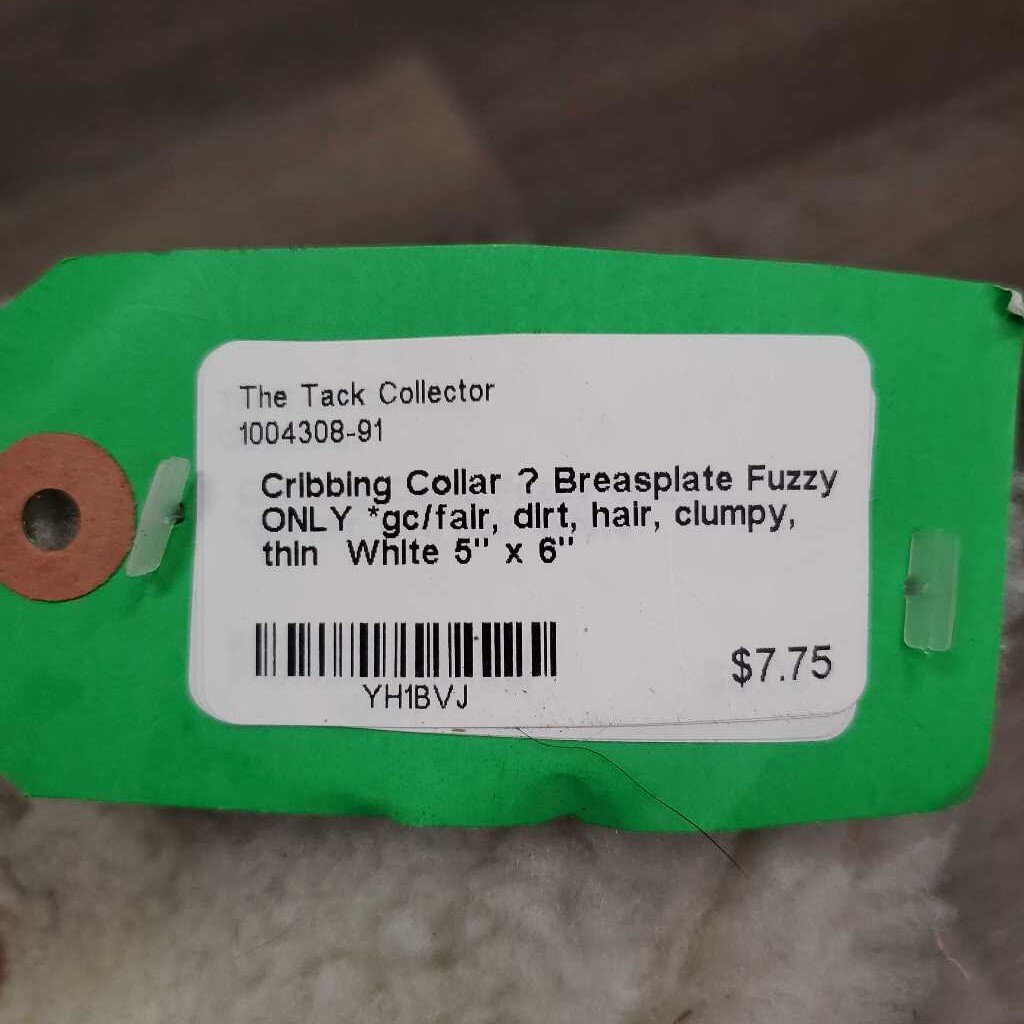 The Tack Collector
1004308-91
Cribbing Collar ? Breasplate Fuzzy
ONLY *gc/fair, dirt, hair, clumpy,
thin White 5" x 6"
YH1BVJ
$7.75